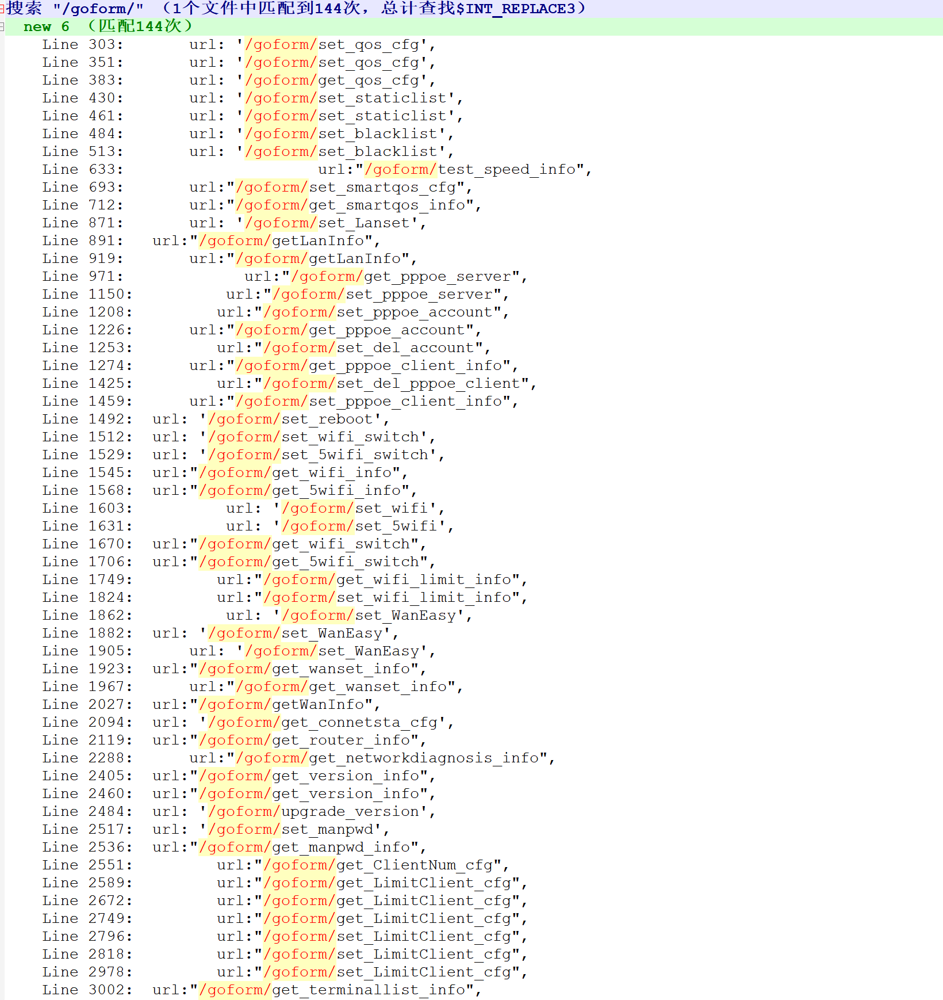 搜索 "/goform/" （1个文件中匹配到144次，总计查找$INT_REPLACE3）
new 6 （匹配144次）
Line 303: url: '/goform/set_qos_cfg',
Line 351: url: '/goform/set_qos_cfg',
Line 383: url: '/goform/get_qos_cfg',
Line 430: url: '/goform/set_staticlist',
Line 461: url: '/goform/set_staticlist',
Line 484: url: '/goform/set_blacklist',
Line 513: url: '/goform/set_blacklist',
Line 633: url:"/goform/test_speed_info",
Line 693: url:"/goform/set_smartqos_cfg",
Line 712: url:"/goform/get_smartqos_info",
Line 871: url: '/goform/set_Lanset',
Line 891: url:"/goform/getLanInfo",
Line 919: url:"/goform/getLanInfo",
Line 971: url:"/goform/get_pppoe_server",
Line 1150: url:"/goform/set_pppoe_server",
Line 1208: url:"/goform/set_pppoe_account",
Line 1226: url:"/goform/get_pppoe_account",
Line 1253: url:"/goform/set_del_account",
Line 1274: url:"/goform/get_pppoe_client_info",
Line 1425: url:"/goform/set_del_pppoe_client",
Line 1459: url:"/goform/set_pppoe_client_info",
Line 1492: url: '/goform/set_reboot',
Line 1512: url: '/goform/set_wifi_switch',
Line 1529: url: '/goform/set_5wifi_switch',
Line 1545: url:"/goform/get_wifi_info",
Line 1568: url:"/goform/get_5wifi_info",
Line 1603: url: '/goform/set_wifi',
Line 1631: url: '/goform/set_5wifi',
Line 1670: url:"/goform/get_wifi_switch",
Line 1706: url:"/goform/get_5wifi_switch",
Line 1749: url:"/goform/get_wifi_limit_info",
Line 1824: url:"/goform/set_wifi_limit_info",
Line 1862: url: '/goform/set_WanEasy',
Line 1882: url: '/goform/set_WanEasy',
Line 1905: url: '/goform/set_WanEasy',
Line 1923: url:"/goform/get_wanset_info",
Line 1967: url:"/goform/get_wanset_info",
Line 2027: url:"/goform/getWanInfo",
Line 2094: url: '/goform/get_connetsta_cfg',
Line 2119: url:"/goform/get_router_info",
Line 2288: url:"/goform/get_networkdiagnosis_info",
Line 2405: url:"/goform/get_version_info",
Line 2460: url:"/goform/get_version_info",
Line 2484: url: '/goform/upgrade_version',
Line 2517: url: '/goform/set_manpwd',
Line 2536: url:"/goform/get_manpwd_info",
Line 2551: url:"/goform/get_ClientNum_cfg",
Line 2589: url:"/goform/get_LimitClient_cfg",
Line 2672: url:"/goform/get_LimitClient_cfg",
Line 2749: url:"/goform/get_LimitClient_cfg",
Line 2796: url:"/goform/set_LimitClient_cfg",
Line 2818: url:"/goform/set_LimitClient_cfg",
Line 2978: url:"/goform/set_LimitClient_cfg",
Line 3002: url:"/goform/get_terminallist_info",